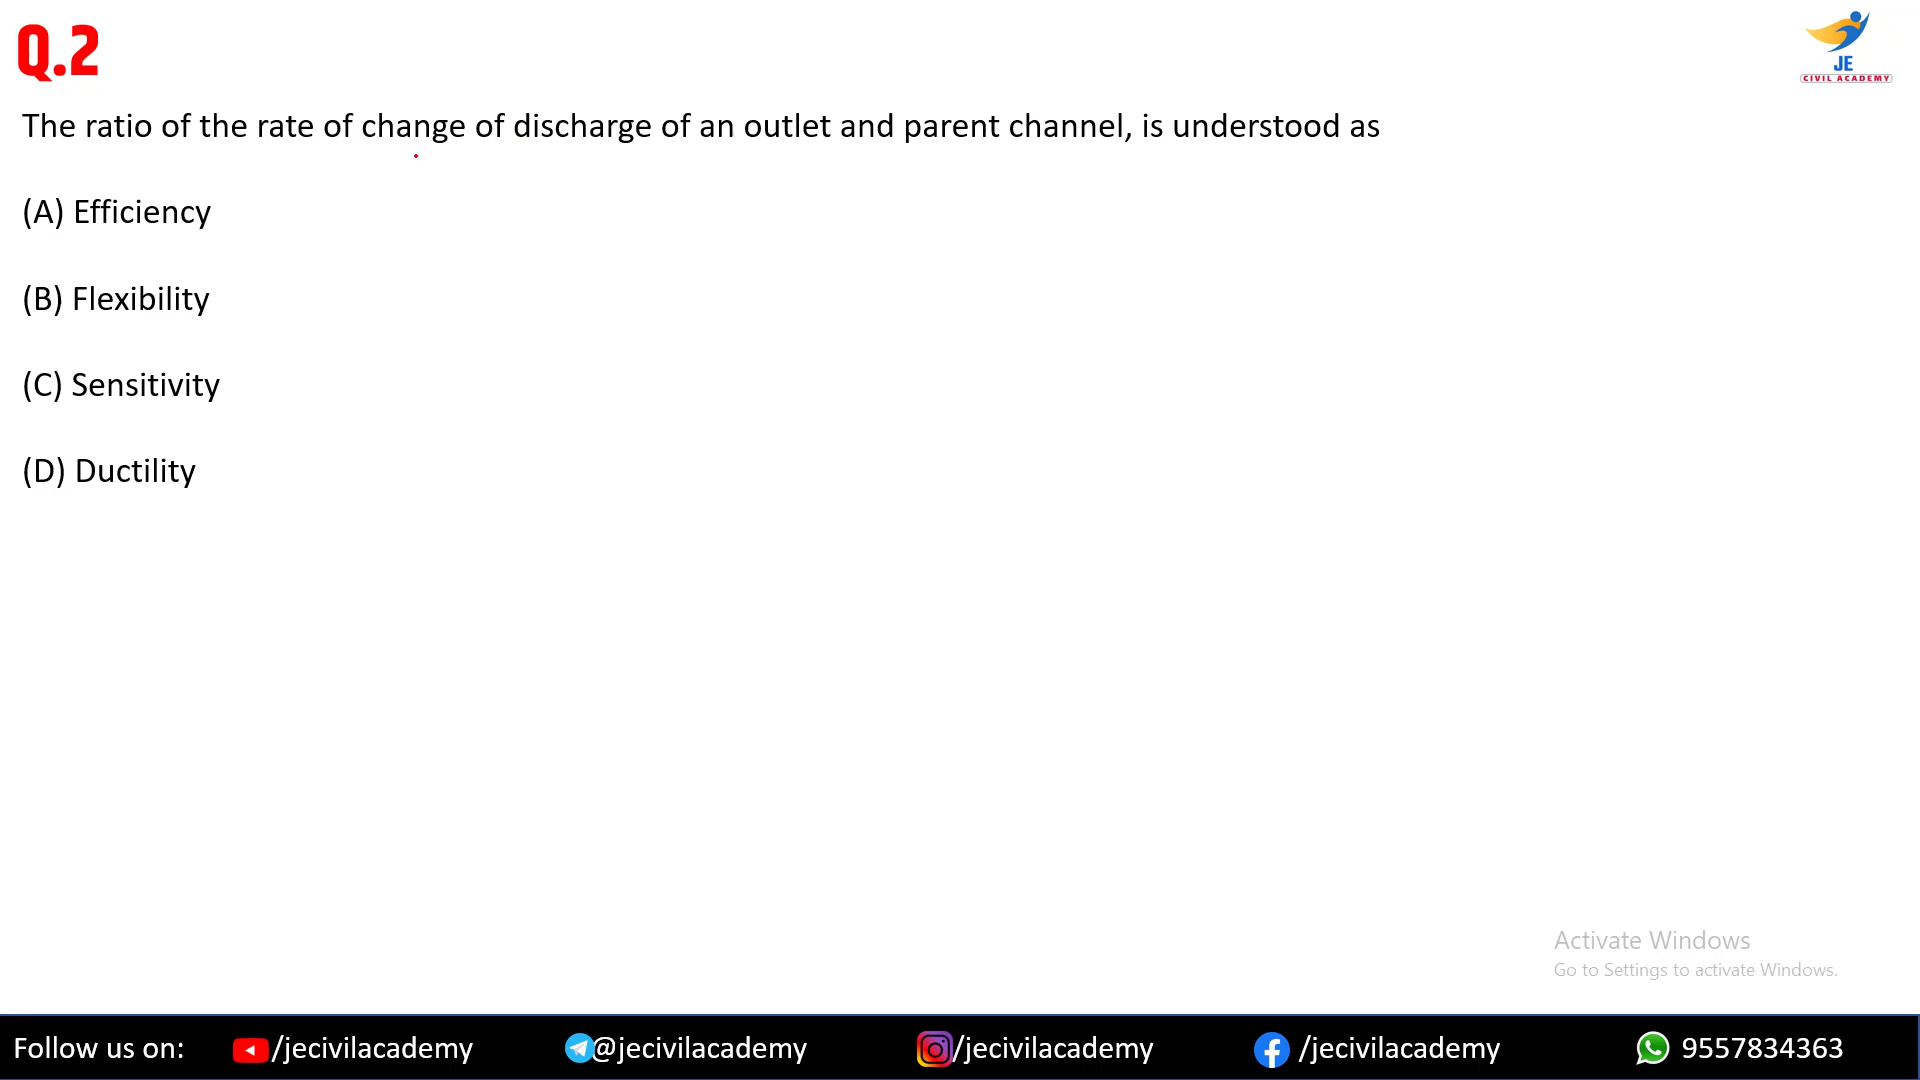 Q.2
JE
CIVIL ACADEMY
The ratio of the rate of change of discharge of an outlet and parent channel, is understood as
(A) Efficiency
(B) Flexibility
(C) Sensitivity
(D) Ductility
Activate Windows
Go to Settings to activate Windows.
Follow us on: /jecivilacademy @jecivilacademy /jecivilacademy /jecivilacademy 9557834363